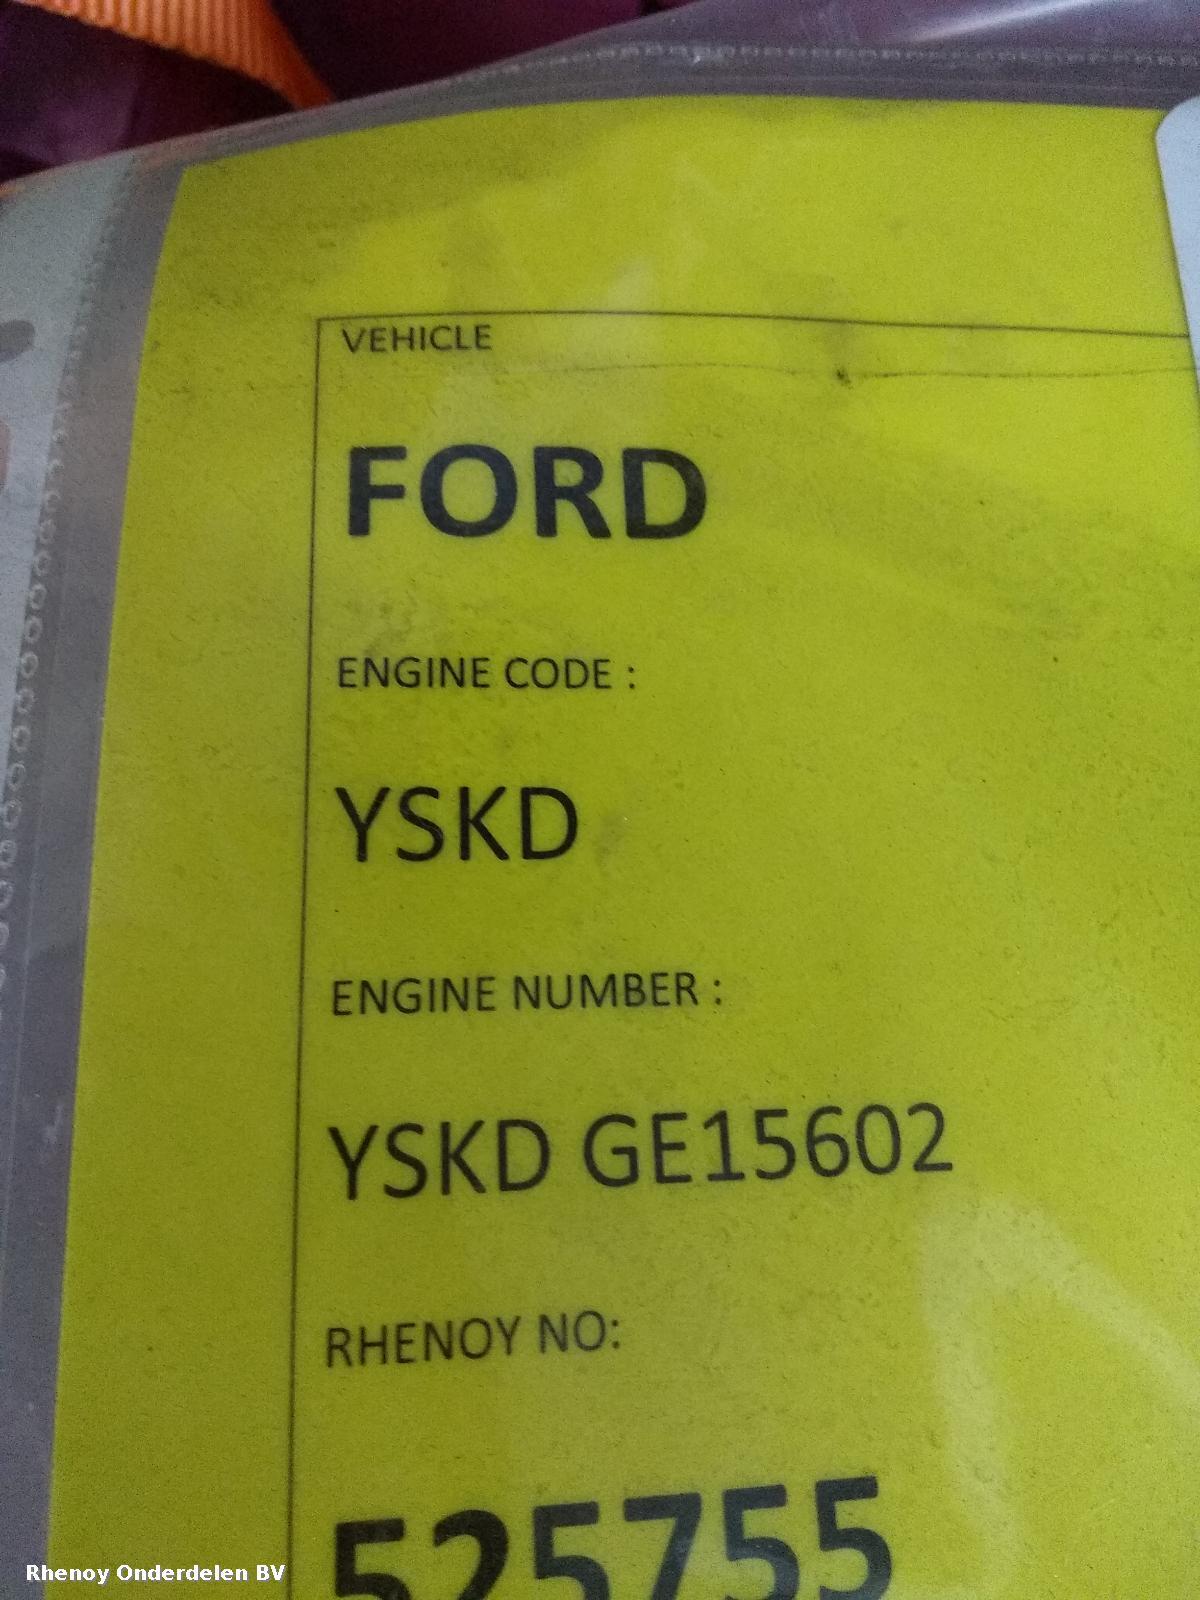 VEHICLE
FORD
ENGINE CODE :
YSKD
ENGINE NUMBER :
YSKD GE15602
RHENOY NO:
525755
Rhenoy Onderdelen BV